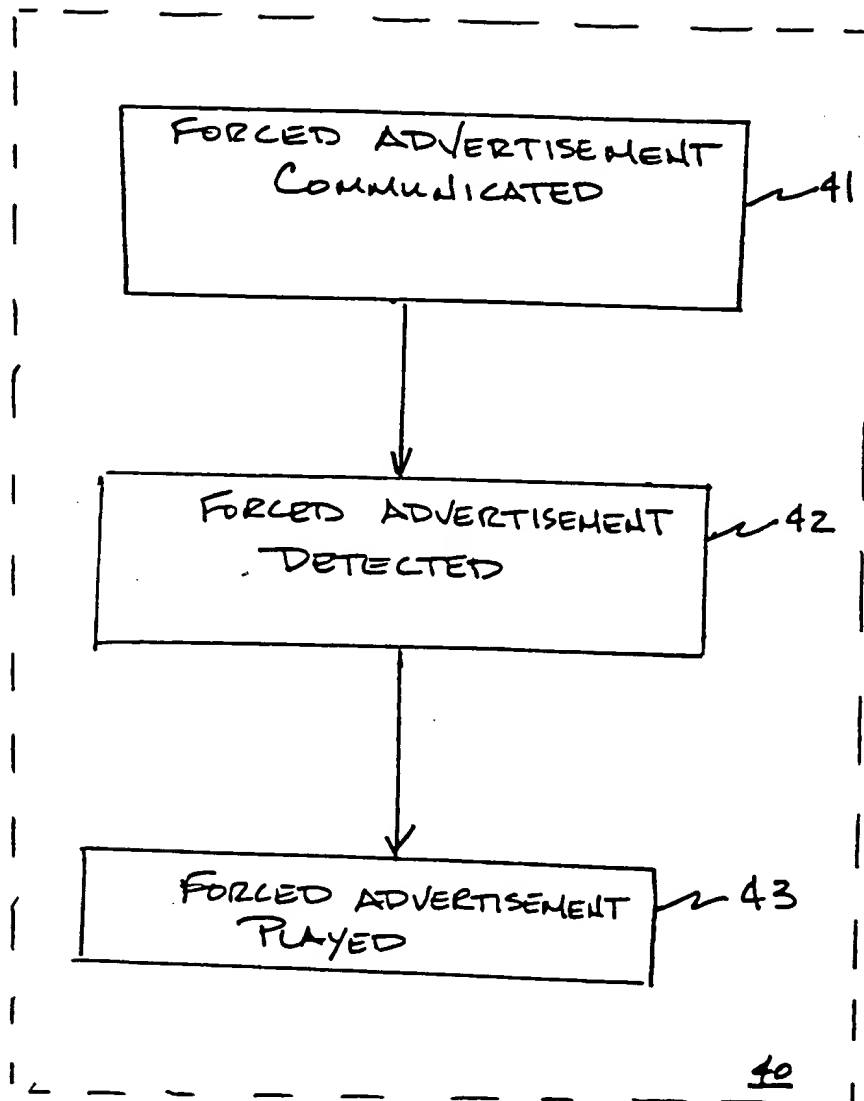 FORCED ADVERTISEMENT
COMMUNICATED
41
FORCED ADVERTISEMENT
DETECTED
42
FORCED ADVERTISEMENT
PLAYED
43
40